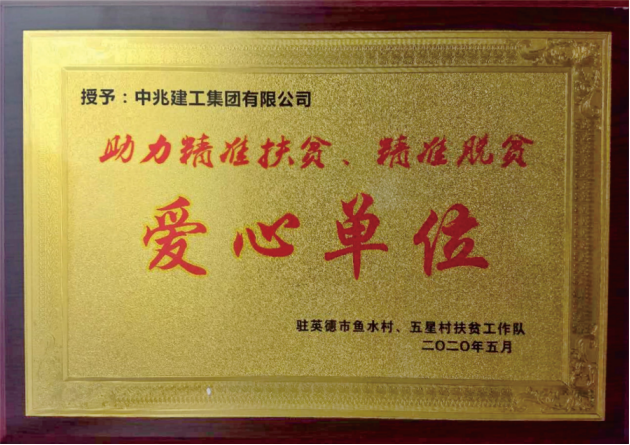 授予：中兆建工集团有限公司
助力精准扶贫、精准脱贫
爱心单位
驻英德市鱼水村、五星村扶贫工作队
二〇二〇年五月